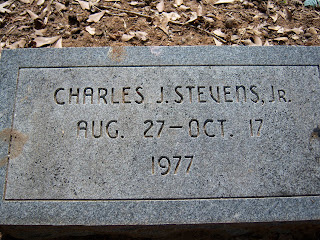 CHARLES J. STEVENS, JR.
AUG. 27 - OCT. 17
1977